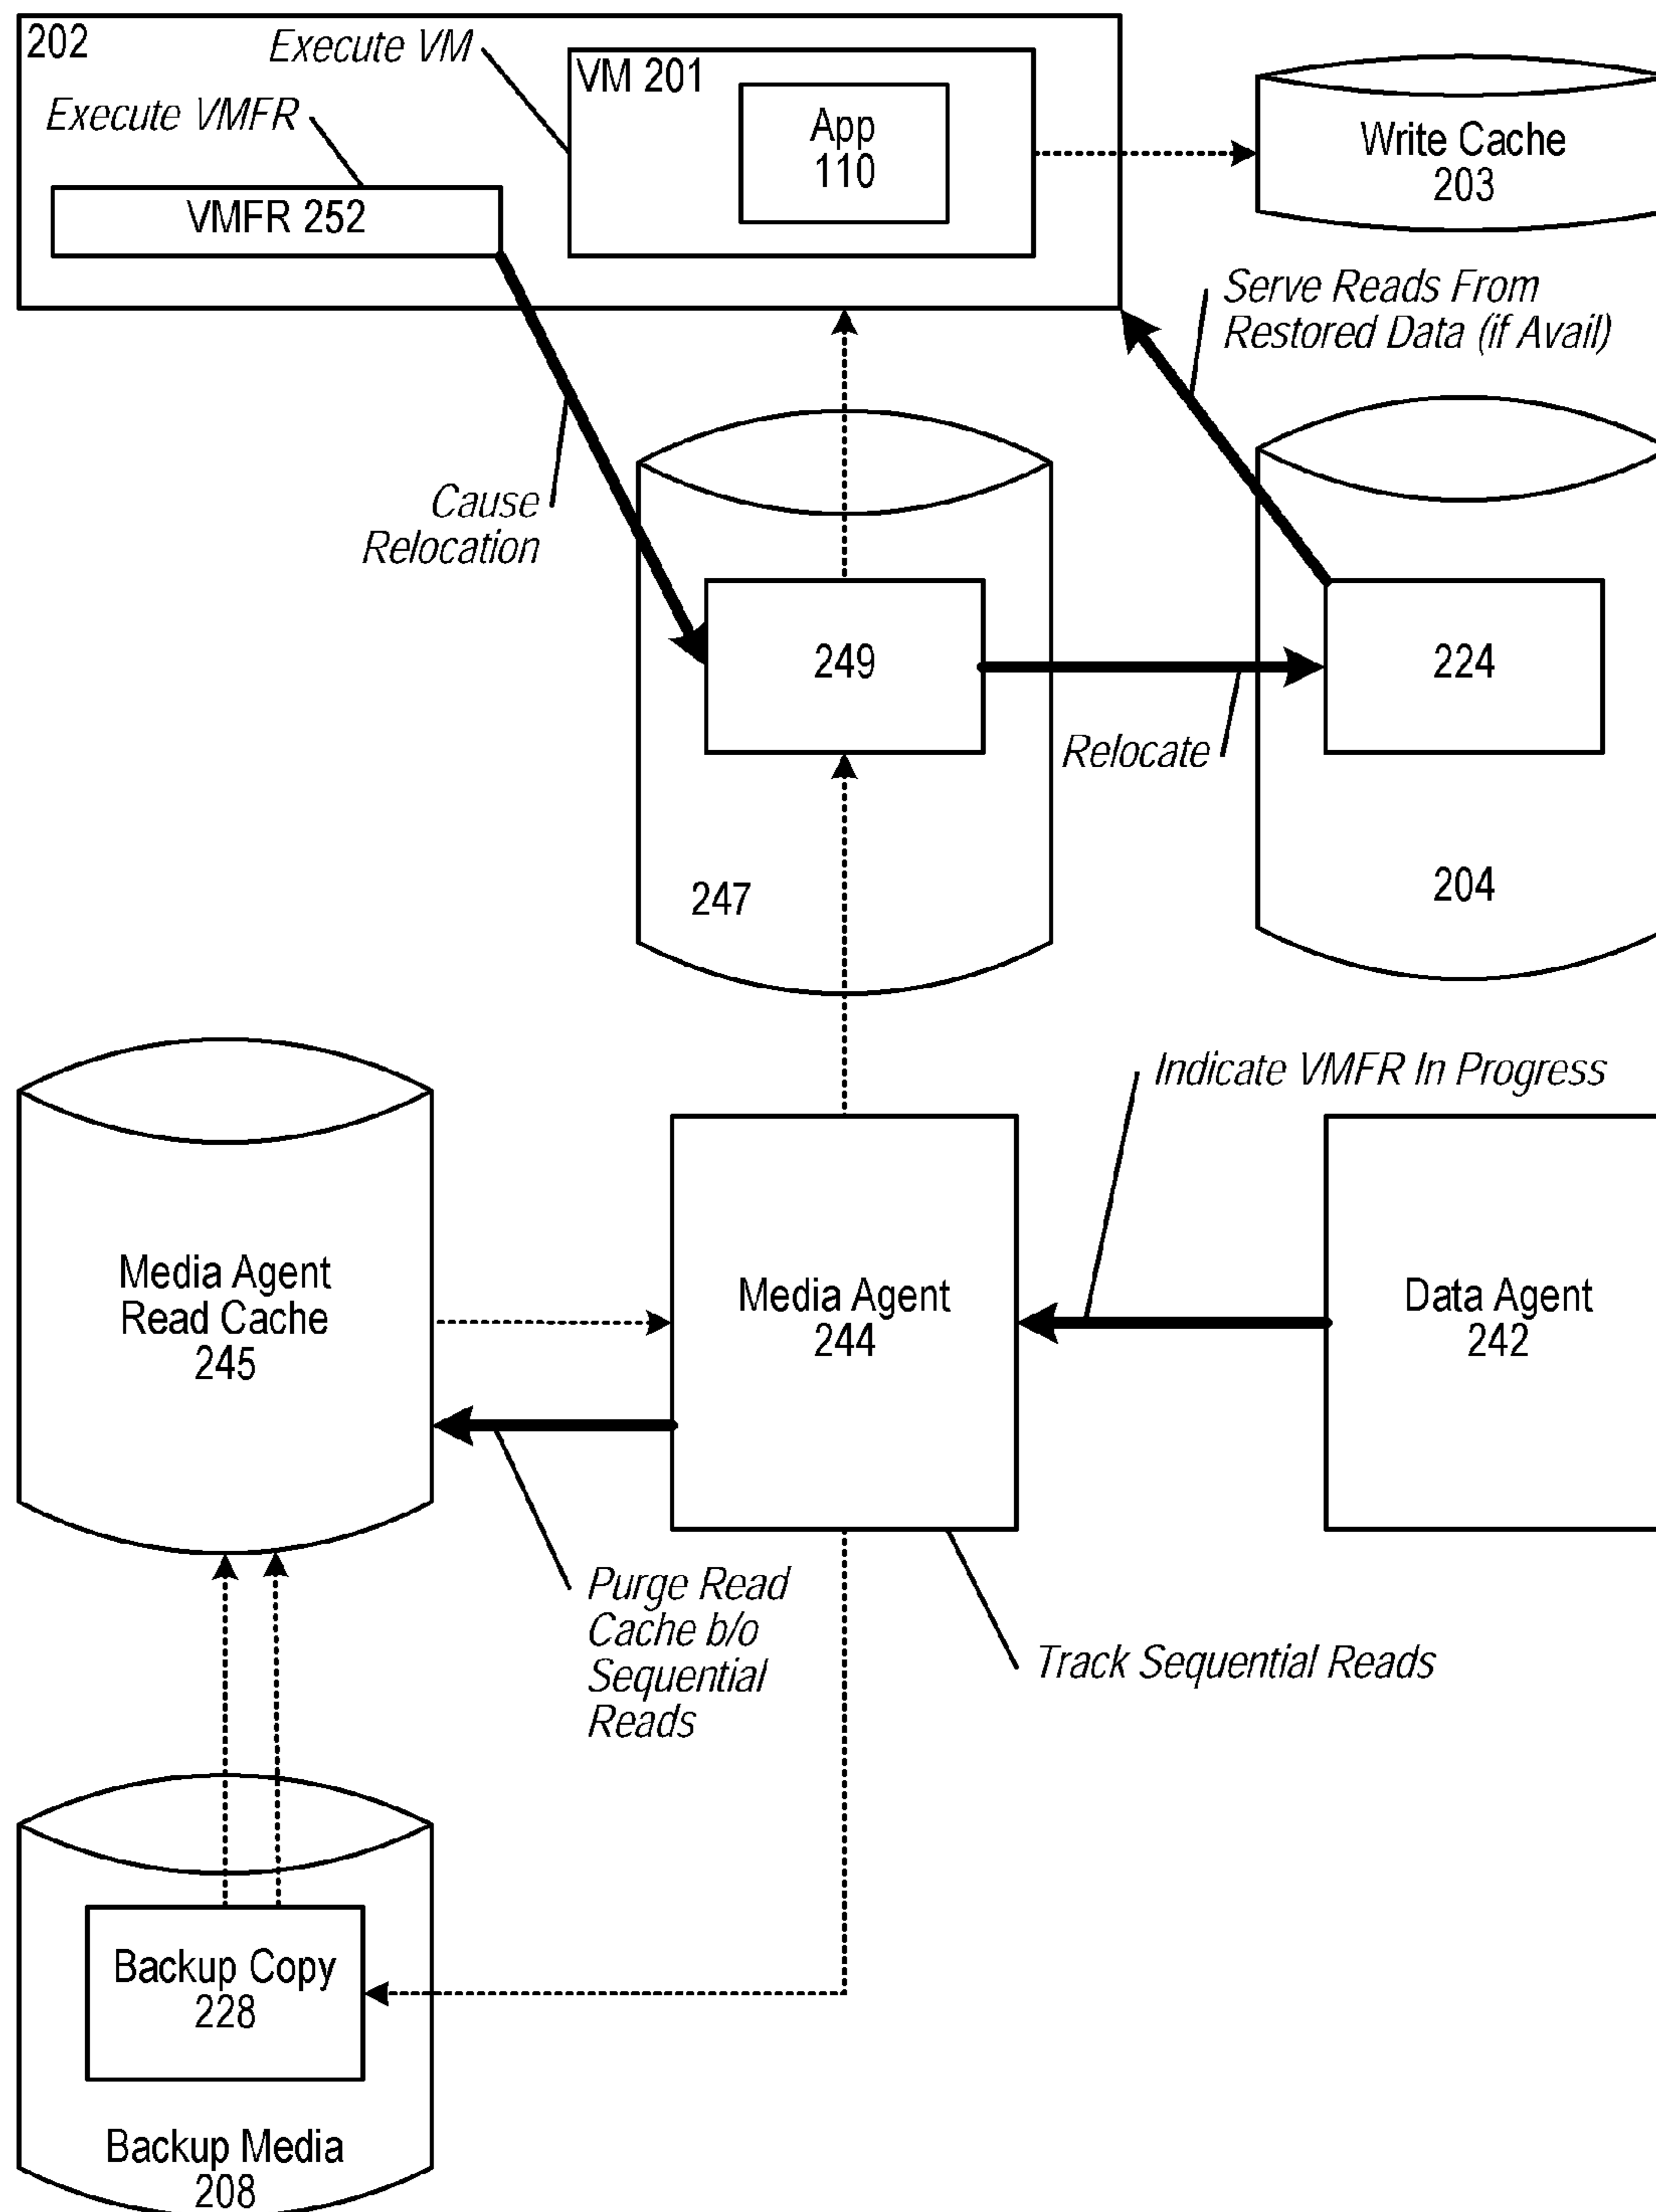 202
Execute VM
VM 201
App
110
Write Cache
203
Execute VMFR
VMFR 252
Serve Reads From
Restored Data (if Avail)
Cause
Relocation
249
224
Relocate
247
204
Indicate VMFR In Progress
Media Agent
Read Cache
245
Media Agent
244
Data Agent
242
Purge Read
Cache b/o
Sequential
Reads
Track Sequential Reads
Backup Copy
228
Backup Media
208